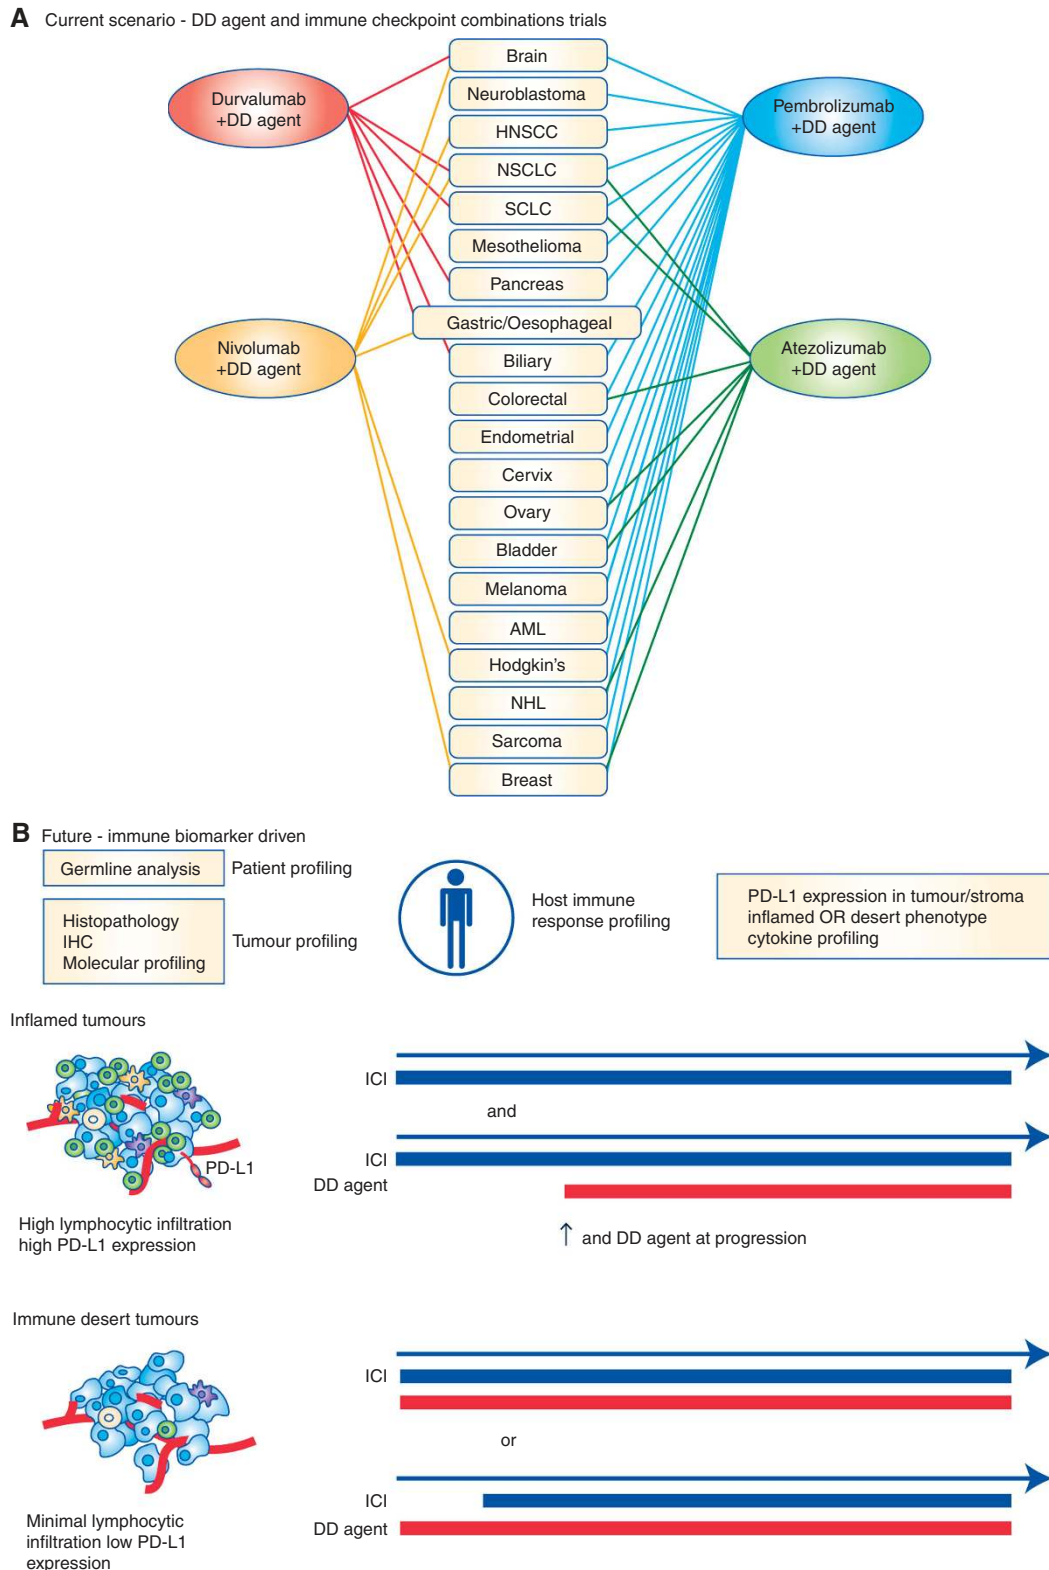 A Current scenario - DD agent and immune checkpoint combinations trials
Durvalumab
+DD agent
Nivolumab
+DD agent
Brain
Neuroblastoma
HNSCC
NSCLC
SCLC
Mesothelioma
Pancreas
Gastric/Oesophageal
Biliary
Colorectal
Endometrial
Cervix
Ovary
Bladder
Melanoma
AML
Hodgkin's
NHL
Sarcoma
Breast
Pembrolizumab
+DD agent
Atezolizumab
+DD agent
B Future - immune biomarker driven
Germline analysis
Patient profiling
Histopathology
IHC
Molecular profiling
Tumour profiling
Host immune
response profiling
PD-L1 expression in tumour/stroma
inflamed OR desert phenotype
cytokine profiling
Inflamed tumours
PD-L1
High lymphocytic infiltration
high PD-L1 expression
ICI
and
ICI
DD agent
↑ and DD agent at progression
Immune desert tumours
Minimal lymphocytic
infiltration low PD-L1
expression
ICI
or
ICI
DD agent